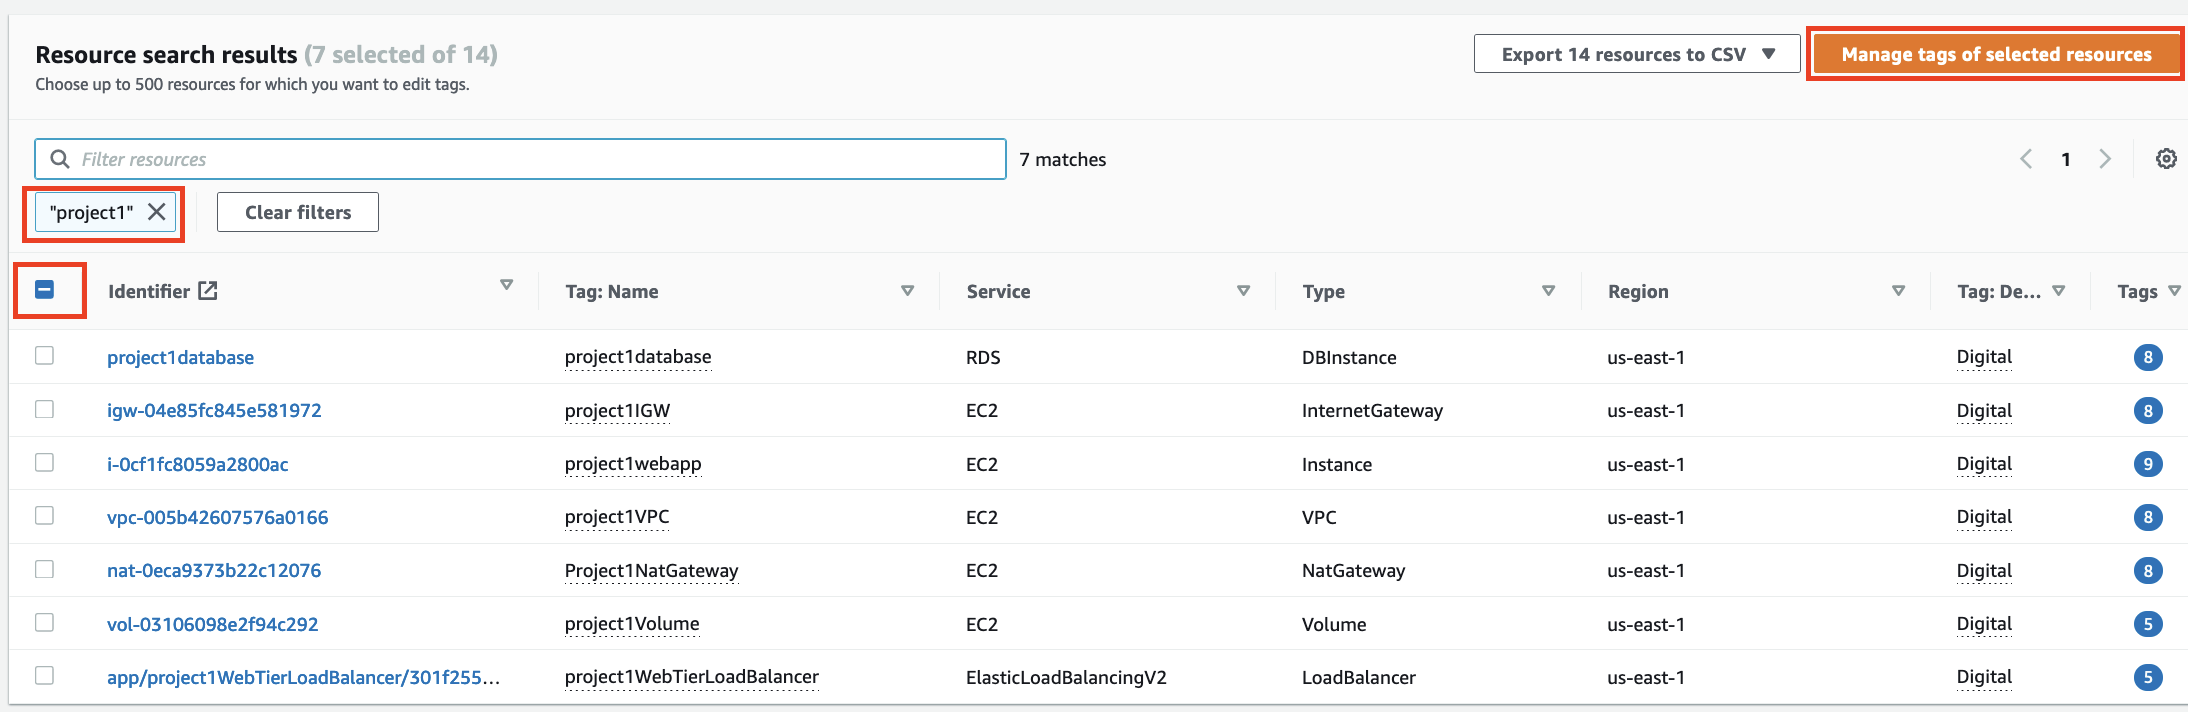 Resource search results (7 selected of 14)
Choose up to 500 resources for which you want to edit tags.
Export 14 resources to CSV
Manage tags of selected resources
Filter resources
7 matches
1
"project1"
Clear filters
Identifier Tag: Name Service Type Region Tag: De... Tags
project1database project1database RDS DBInstance us-east-1 Digital 8
igw-04e85fc845e581972 project1IGW EC2 InternetGateway us-east-1 Digital 8
i-0cf1fc8059a2800ac project1webapp EC2 Instance us-east-1 Digital 9
vpc-005b42607576a0166 project1VPC EC2 VPC us-east-1 Digital 8
nat-0eca9373b22c12076 Project1NatGateway EC2 NatGateway us-east-1 Digital 8
vol-03106098e2f94c292 project1Volume EC2 Volume us-east-1 Digital 5
app/project1WebTierLoadBalancer/301f255... project1WebTierLoadBalancer ElasticLoadBalancingV2 LoadBalancer us-east-1 Digital 5